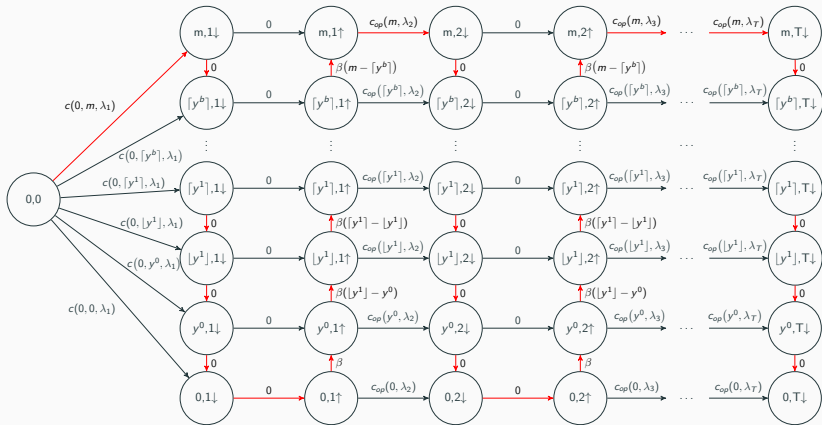 m,1↓ 0 m,1↑ c_op(m, λ_2) m,2↓ 0 m,2↑ c_op(m, λ_3) ··· c_op(m, λ_T) m,T↓
0 β(m − ⌈y^b⌉) 0 β(m − ⌈y^b⌉) 0
c(0, m, λ_1)
⌈y^b⌉,1↓ 0 ⌈y^b⌉,1↑ c_op(⌈y^b⌉, λ_2) ⌈y^b⌉,2↓ 0 ⌈y^b⌉,2↑ c_op(⌈y^b⌉, λ_3) ··· c_op(⌈y^b⌉, λ_T) ⌈y^b⌉,T↓
c(0, ⌈y^b⌉, λ_1)
⋮ ⋮ ⋮ ⋮ ⋮
c(0, ⌈y^1⌉, λ_1)
0,0
⌈y^1⌉,1↓ 0 ⌈y^1⌉,1↑ c_op(⌈y^1⌉, λ_2) ⌈y^1⌉,2↓ 0 ⌈y^1⌉,2↑ c_op(⌈y^1⌉, λ_3) ··· c_op(⌈y^1⌉, λ_T) ⌈y^1⌉,T↓
c(0, ⌊y^1⌋, λ_1)
0 β(⌈y^1⌉ − ⌊y^1⌋) 0 β(⌈y^1⌉ − ⌊y^1⌋) 0
⌊y^1⌋,1↓ 0 ⌊y^1⌋,1↑ c_op(⌊y^1⌋, λ_2) ⌊y^1⌋,2↓ 0 ⌊y^1⌋,2↑ c_op(⌊y^1⌋, λ_3) ··· c_op(⌊y^1⌋, λ_T) ⌊y^1⌋,T↓
c(0, y^0, λ_1)
0 β(⌊y^1⌋ − y^0) 0 β(⌊y^1⌋ − y^0) 0
c(0, 0, λ_1)
y^0,1↓ 0 y^0,1↑ c_op(y^0, λ_2) y^0,2↓ 0 y^0,2↑ c_op(y^0, λ_3) ··· c_op(y^0, λ_T) y^0,T↓
0 β 0 β 0
0,1↓ 0 0,1↑ c_op(0, λ_2) 0,2↓ 0 0,2↑ c_op(0, λ_3) ··· c_op(0, λ_T) 0,T↓